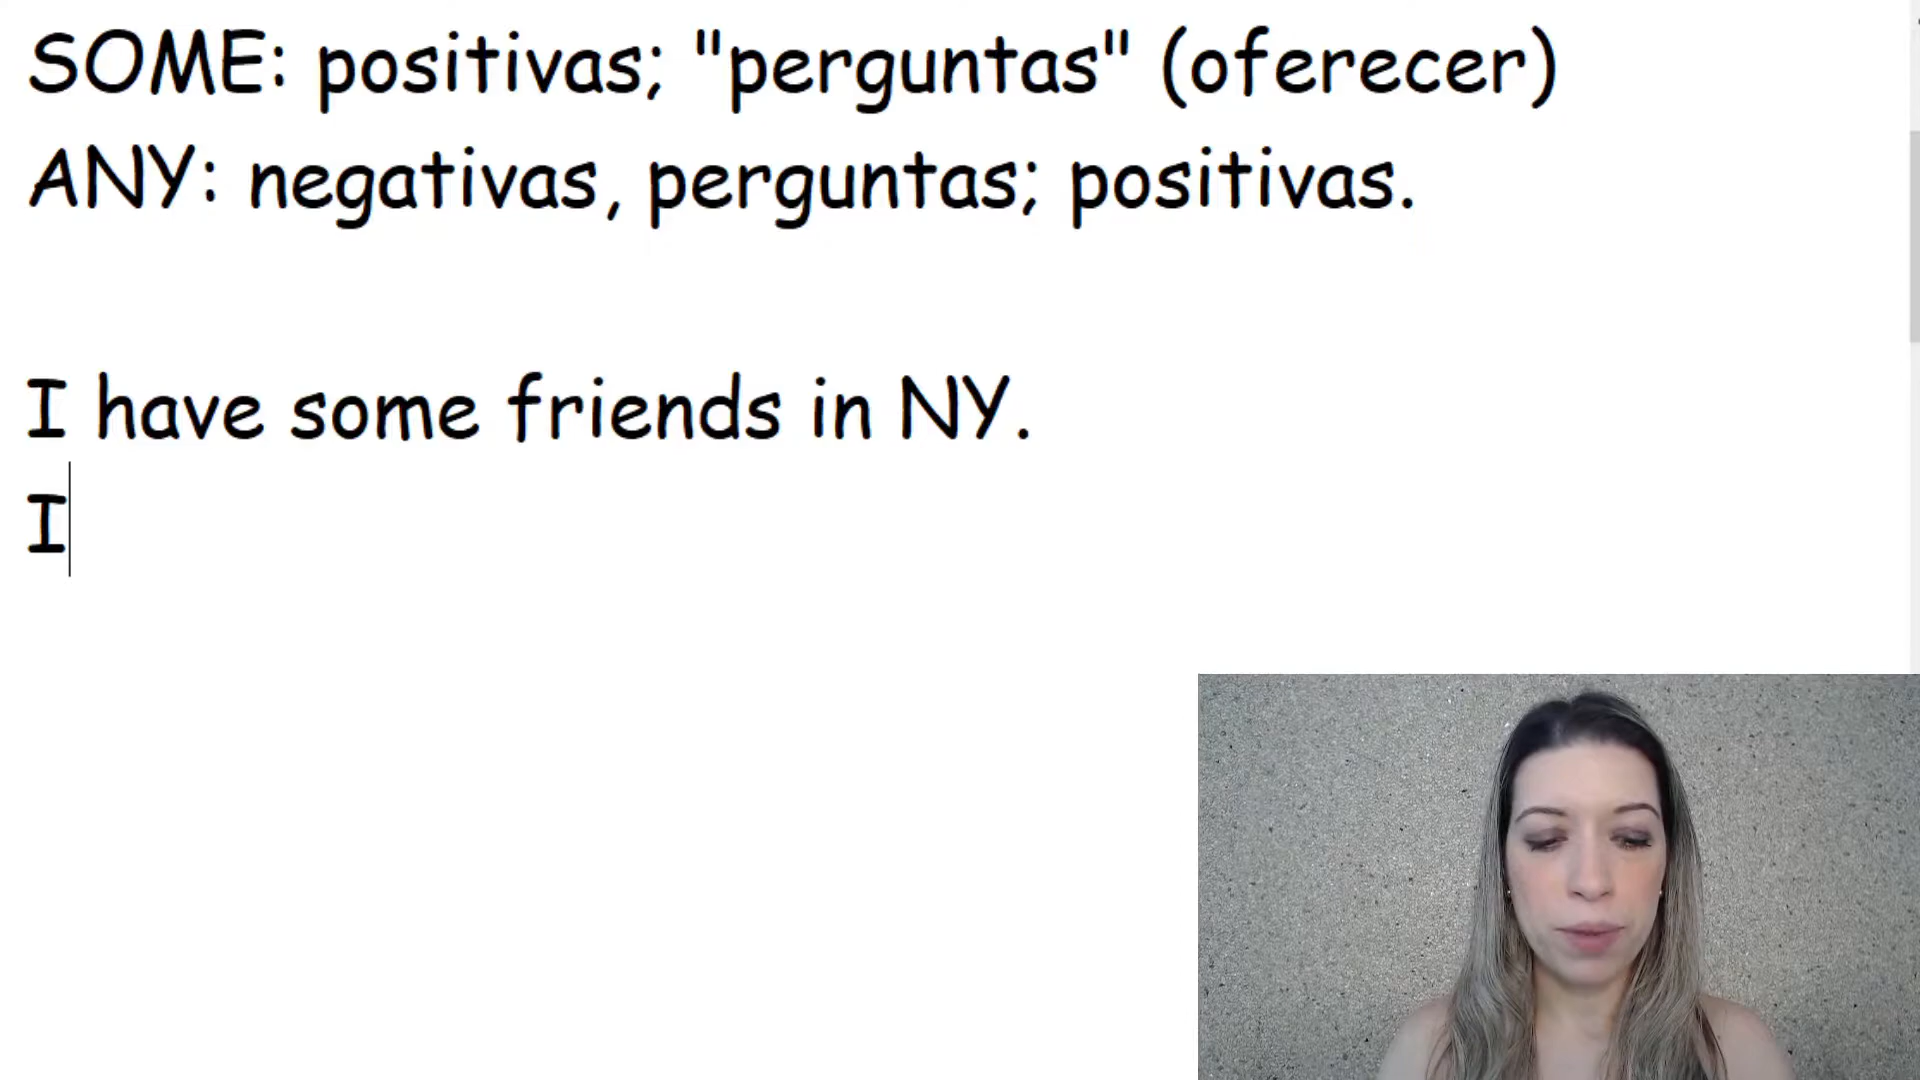 SOME: positivas; "perguntas" (oferecer)
ANY: negativas, perguntas; positivas.
I have some friends in NY.
I